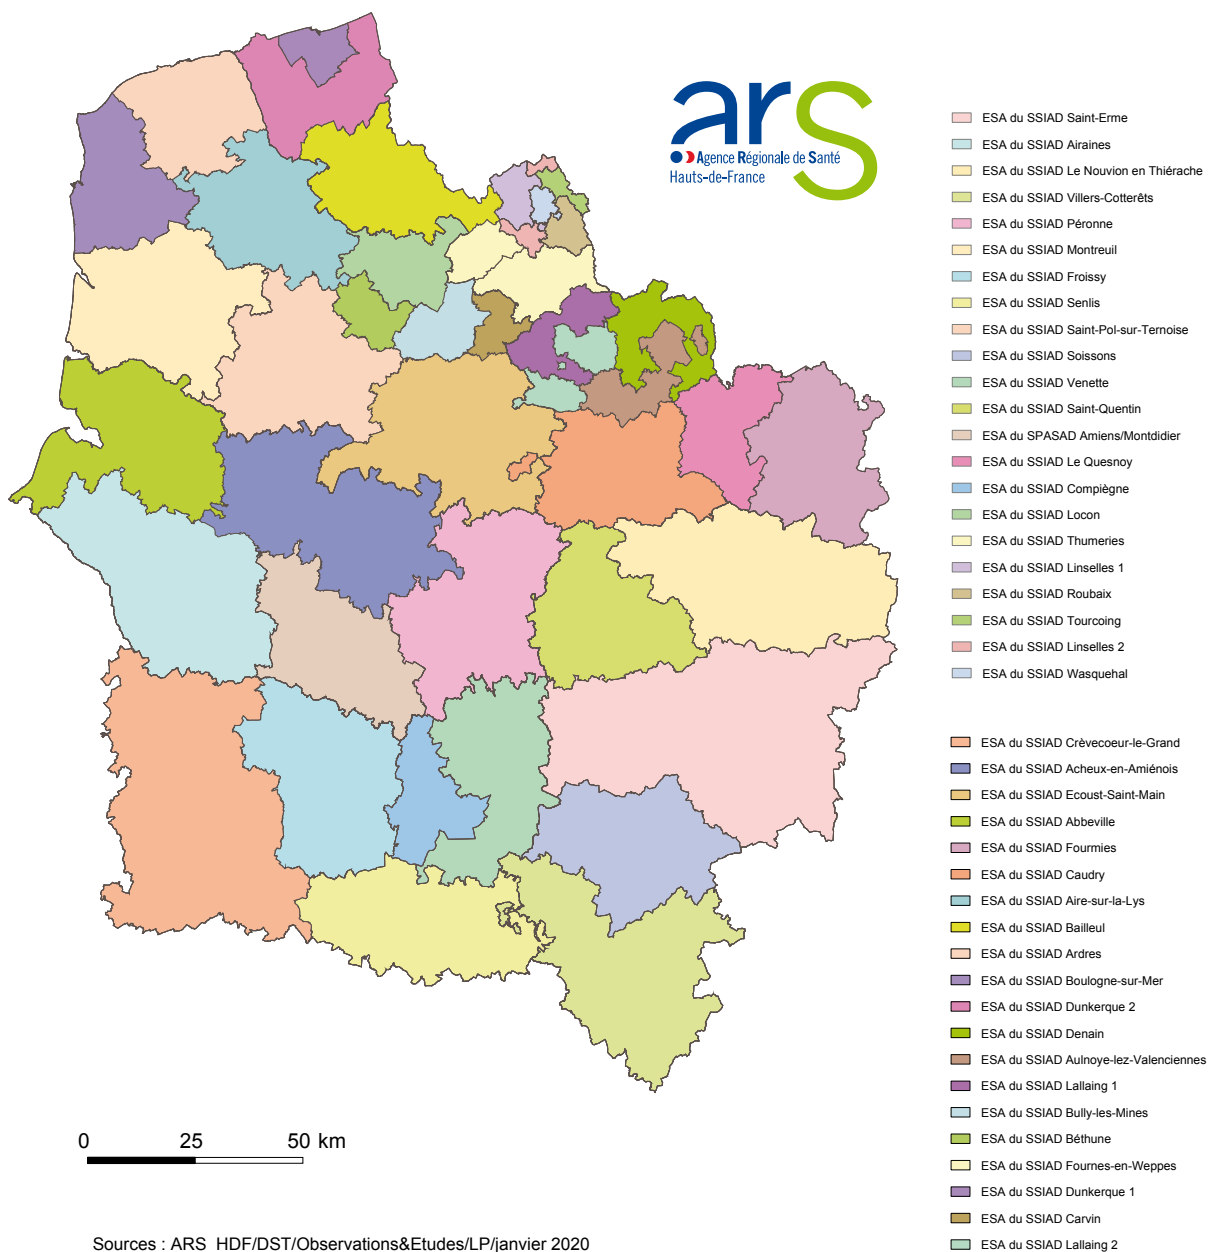 ars
Agence Régionale de Santé
Hauts-de-France
ESA du SSIAD Saint-Erme
ESA du SSIAD Airaines
ESA du SSIAD Le Nouvion en Thiérache
ESA du SSIAD Villers-Cotterêts
ESA du SSIAD Péronne
ESA du SSIAD Montreuil
ESA du SSIAD Froissy
ESA du SSIAD Senlis
ESA du SSIAD Saint-Pol-sur-Ternoise
ESA du SSIAD Soissons
ESA du SSIAD Venette
ESA du SSIAD Saint-Quentin
ESA du SPASAD Amiens/Montdidier
ESA du SSIAD Le Quesnoy
ESA du SSIAD Compiègne
ESA du SSIAD Locon
ESA du SSIAD Thumeries
ESA du SSIAD Linselles 1
ESA du SSIAD Roubaix
ESA du SSIAD Tourcoing
ESA du SSIAD Linselles 2
ESA du SSIAD Wasquehal
ESA du SSIAD Crèvecoeur-le-Grand
ESA du SSIAD Acheux-en-Amiénois
ESA du SSIAD Ecoust-Saint-Main
ESA du SSIAD Abbeville
ESA du SSIAD Fourmies
ESA du SSIAD Caudry
ESA du SSIAD Aire-sur-la-Lys
ESA du SSIAD Bailleul
ESA du SSIAD Ardres
ESA du SSIAD Boulogne-sur-Mer
ESA du SSIAD Dunkerque 2
ESA du SSIAD Denain
ESA du SSIAD Aulnoye-lez-Valenciennes
ESA du SSIAD Lallaing 1
ESA du SSIAD Bully-les-Mines
ESA du SSIAD Béthune
ESA du SSIAD Fournes-en-Weppes
ESA du SSIAD Dunkerque 1
ESA du SSIAD Carvin
ESA du SSIAD Lallaing 2
0 25 50 km
Sources : ARS HDF/DST/Observations&Etudes/LP/janvier 2020